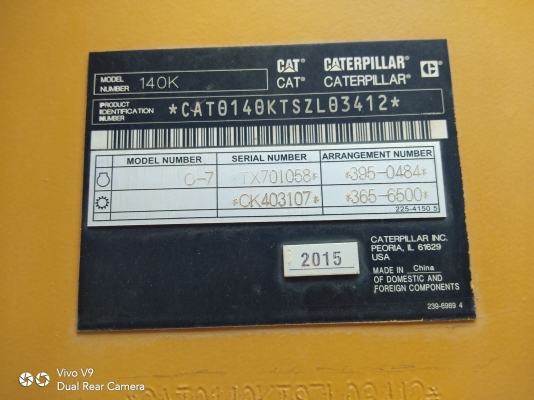 MODEL NUMBER 140K
CAT CATERPILLAR
CAT® CATERPILLAR®
PRODUCT IDENTIFICATION NUMBER *CAT0140KTSZL03412*
MODEL NUMBER SERIAL NUMBER ARRANGEMENT NUMBER
C-7 *TX701058* *395-0484*
*CK403107* *365-6500*
225-4150 5
2015
CATERPILLAR INC.
PEORIA, IL 61629
USA
MADE IN China
OF DOMESTIC AND
FOREIGN COMPONENTS
239-6989 4
*CAT0140KTSZL03412*
Vivo V9
Dual Rear Camera